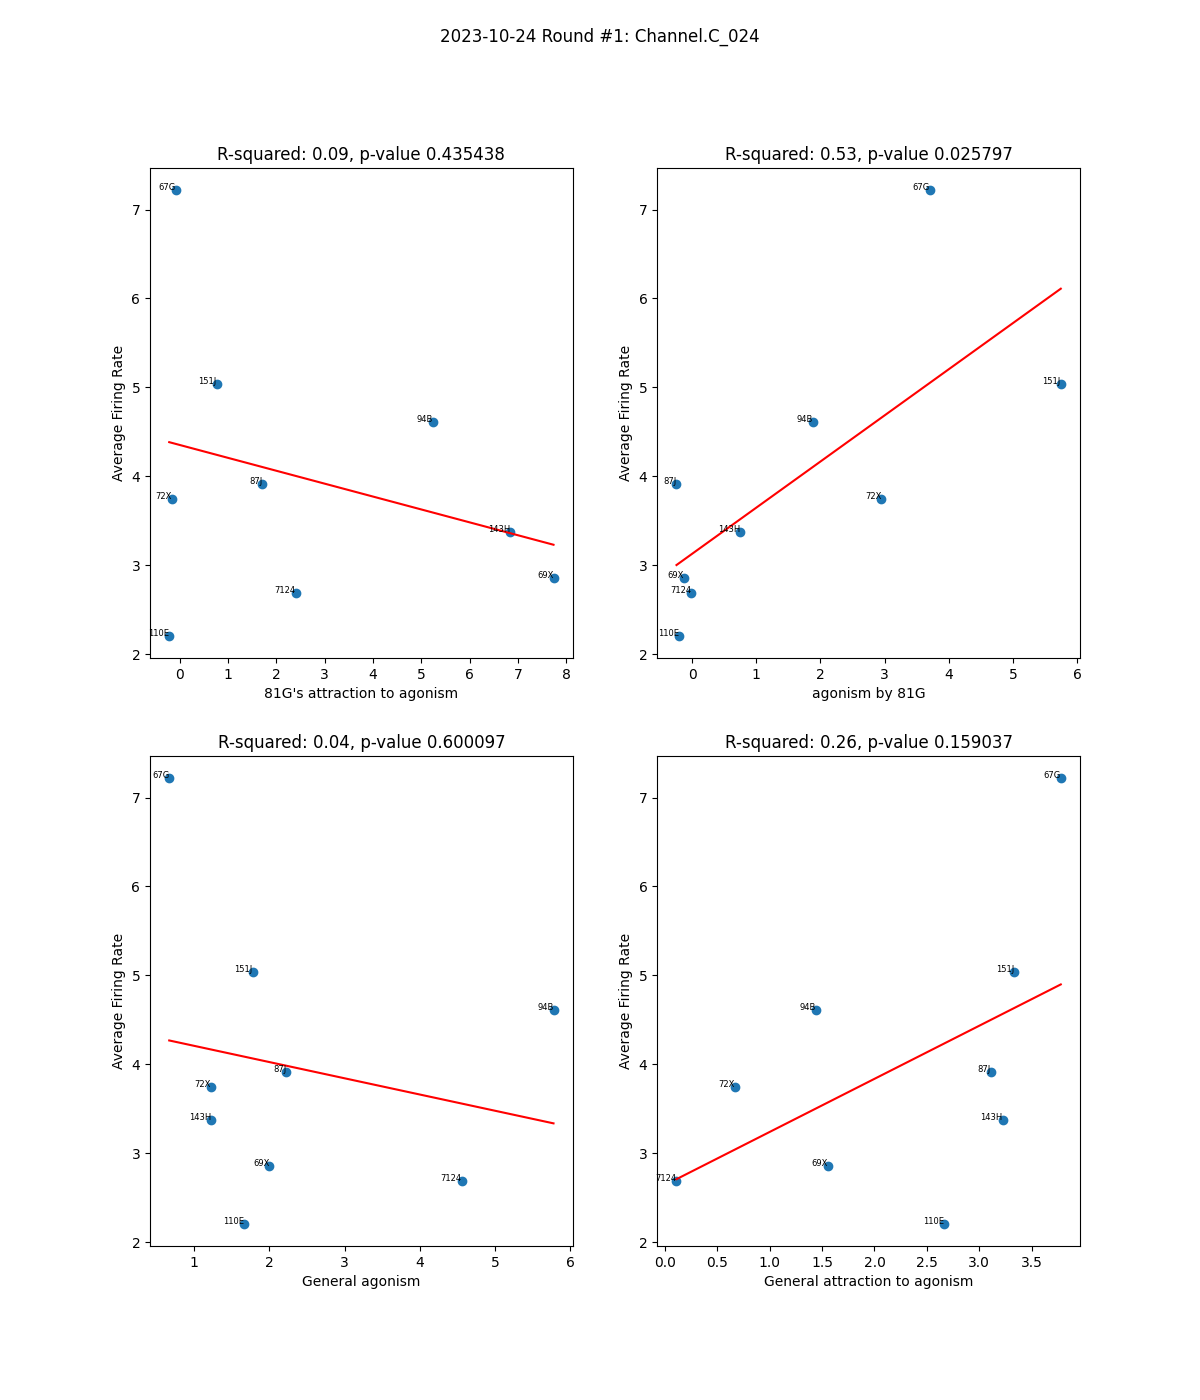 2023-10-24 Round #1: Channel.C_024
R-squared: 0.09, p-value 0.435438
Average Firing Rate
7
6
5
4
3
2
67G
151J
94B
87J
72X
143H
69X
7124
110E
0 1 2 3 4 5 6 7 8
81G's attraction to agonism
R-squared: 0.53, p-value 0.025797
Average Firing Rate
7
6
5
4
3
2
67G
151J
94B
87J
72X
143H
69X
7124
110E
0 1 2 3 4 5 6
agonism by 81G
R-squared: 0.04, p-value 0.600097
Average Firing Rate
7
6
5
4
3
2
67G
151J
94B
87J
72X
143H
69X
7124
110E
1 2 3 4 5 6
General agonism
R-squared: 0.26, p-value 0.159037
Average Firing Rate
7
6
5
4
3
2
67G
151J
94B
87J
72X
143H
69X
7124
110E
0.0 0.5 1.0 1.5 2.0 2.5 3.0 3.5
General attraction to agonism